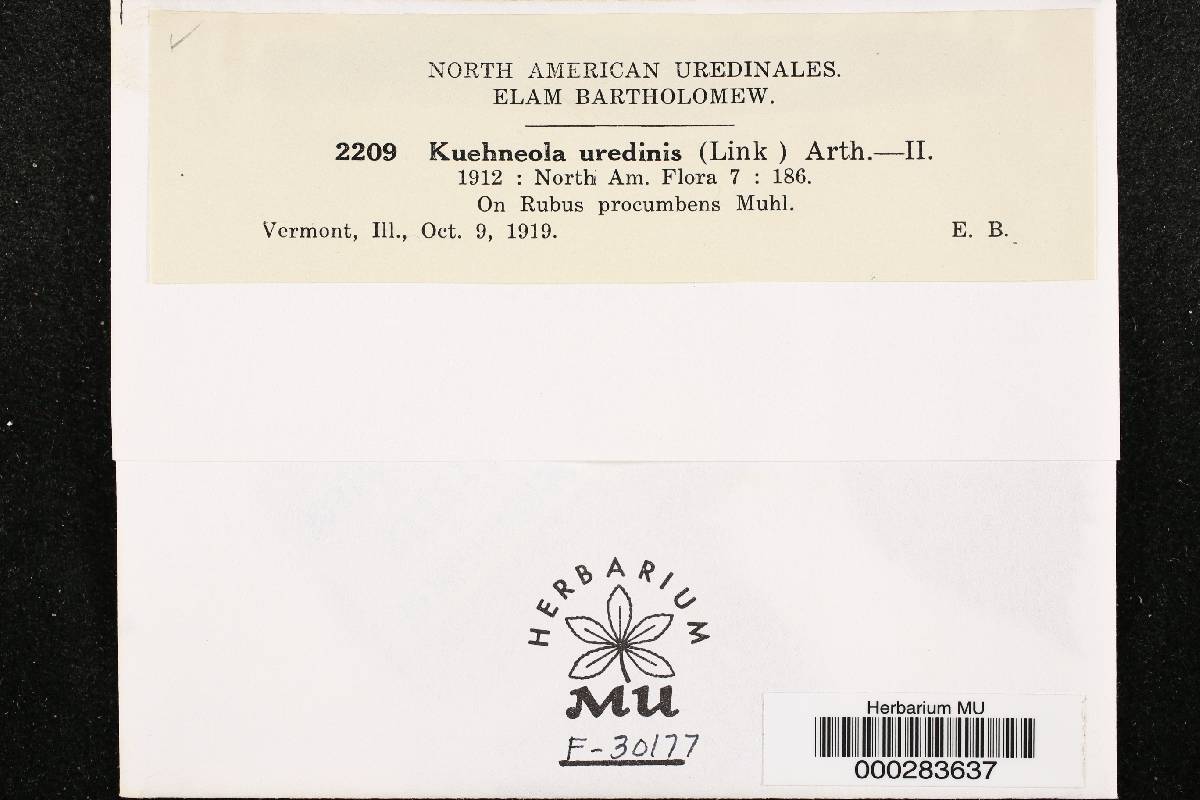 NORTH AMERICAN UREDINALES.
ELAM BARTHOLOMEW.
2209 Kuehneola uredinis (Link ) Arth.—II.
1912 : North Am. Flora 7 : 186.
On Rubus procumbens Muhl.
Vermont, Ill., Oct. 9, 1919. E. B.
HERBARIUM
MU
F-30177
Herbarium MU
000283637